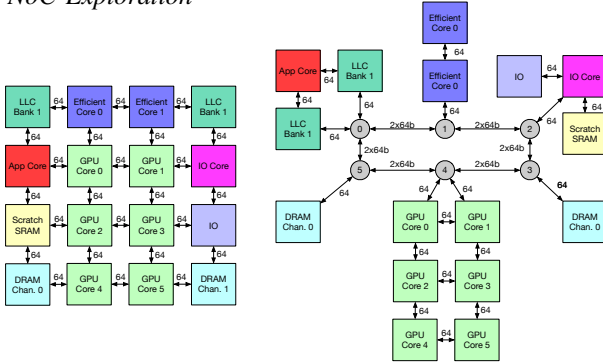 NoC Exploration
LLC
Bank 1
64
Efficient
Core 0
64
Efficient
Core 1
64
LLC
Bank 1
64
64
64
64
App Core
64
GPU
Core 0
64
GPU
Core 1
64
IO Core
64
64
64
64
Scratch
SRAM
64
GPU
Core 2
64
GPU
Core 3
64
IO
64
64
64
64
DRAM
Chan. 0
64
GPU
Core 4
64
GPU
Core 5
64
DRAM
Chan. 1
Efficient
Core 0
64
App Core
64
LLC
Bank 1
64
64
LLC
Bank 1
64
Efficient
Core 0
64
IO
64
IO Core
64
64
Scratch
SRAM
0
2x64b
1
2x64b
2
2x64b
2x64b
5
2x64b
4
2x64b
3
64
64
64
64
DRAM
Chan. 0
GPU
Core 0
64
GPU
Core 1
DRAM
Chan. 0
64
64
GPU
Core 2
64
GPU
Core 3
64
64
GPU
Core 4
64
GPU
Core 5